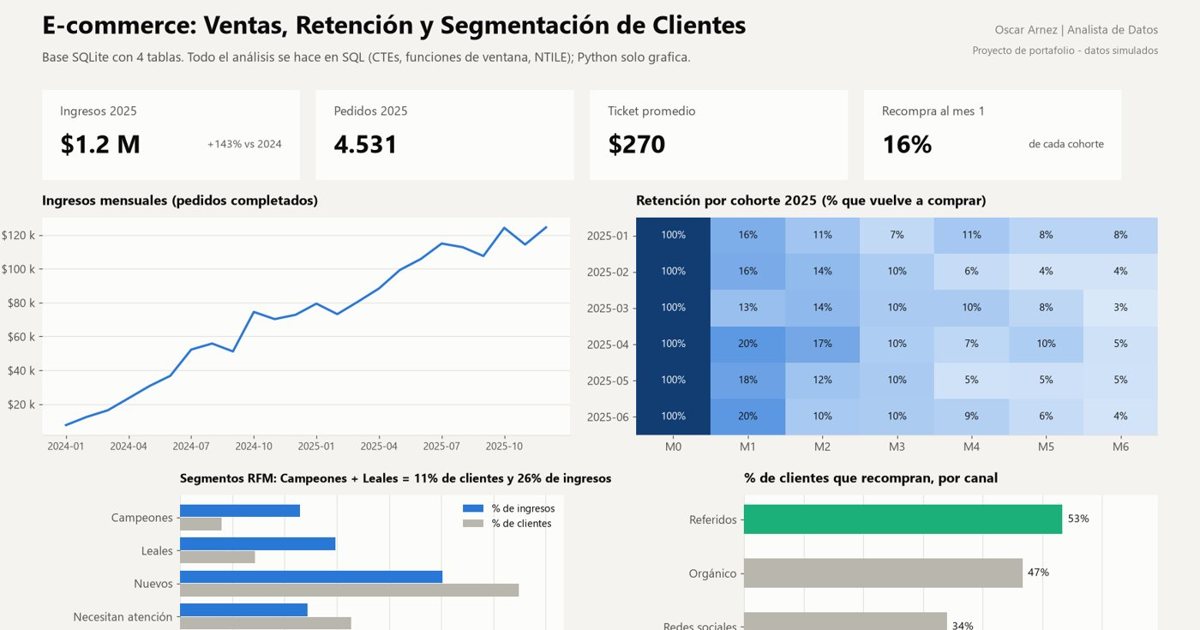 E-commerce: Ventas, Retención y Segmentación de Clientes
Base SQLite con 4 tablas. Todo el análisis se hace en SQL (CTEs, funciones de ventana, NTILE); Python solo grafica.
Oscar Arnez | Analista de Datos
Proyecto de portafolio - datos simulados
Ingresos 2025
$1.2 M
+143% vs 2024
Pedidos 2025
4.531
Ticket promedio
$270
Recompra al mes 1
16%
de cada cohorte
Ingresos mensuales (pedidos completados)
$120 k
$100 k
$80 k
$60 k
$40 k
$20 k
2024-01 2024-04 2024-07 2024-10 2025-01 2025-04 2025-07 2025-10
Retención por cohorte 2025 (% que vuelve a comprar)
2025-01 100% 16% 11% 7% 11% 8% 8%
2025-02 100% 16% 14% 10% 6% 4% 4%
2025-03 100% 13% 14% 10% 10% 8% 3%
2025-04 100% 20% 17% 10% 7% 10% 5%
2025-05 100% 18% 12% 10% 5% 5% 5%
2025-06 100% 20% 10% 10% 9% 6% 4%
M0 M1 M2 M3 M4 M5 M6
Segmentos RFM: Campeones + Leales = 11% de clientes y 26% de ingresos
% de ingresos
% de clientes
Campeones
Leales
Nuevos
Necesitan atención
% de clientes que recompran, por canal
Referidos 53%
Orgánico 47%
Redes sociales 34%